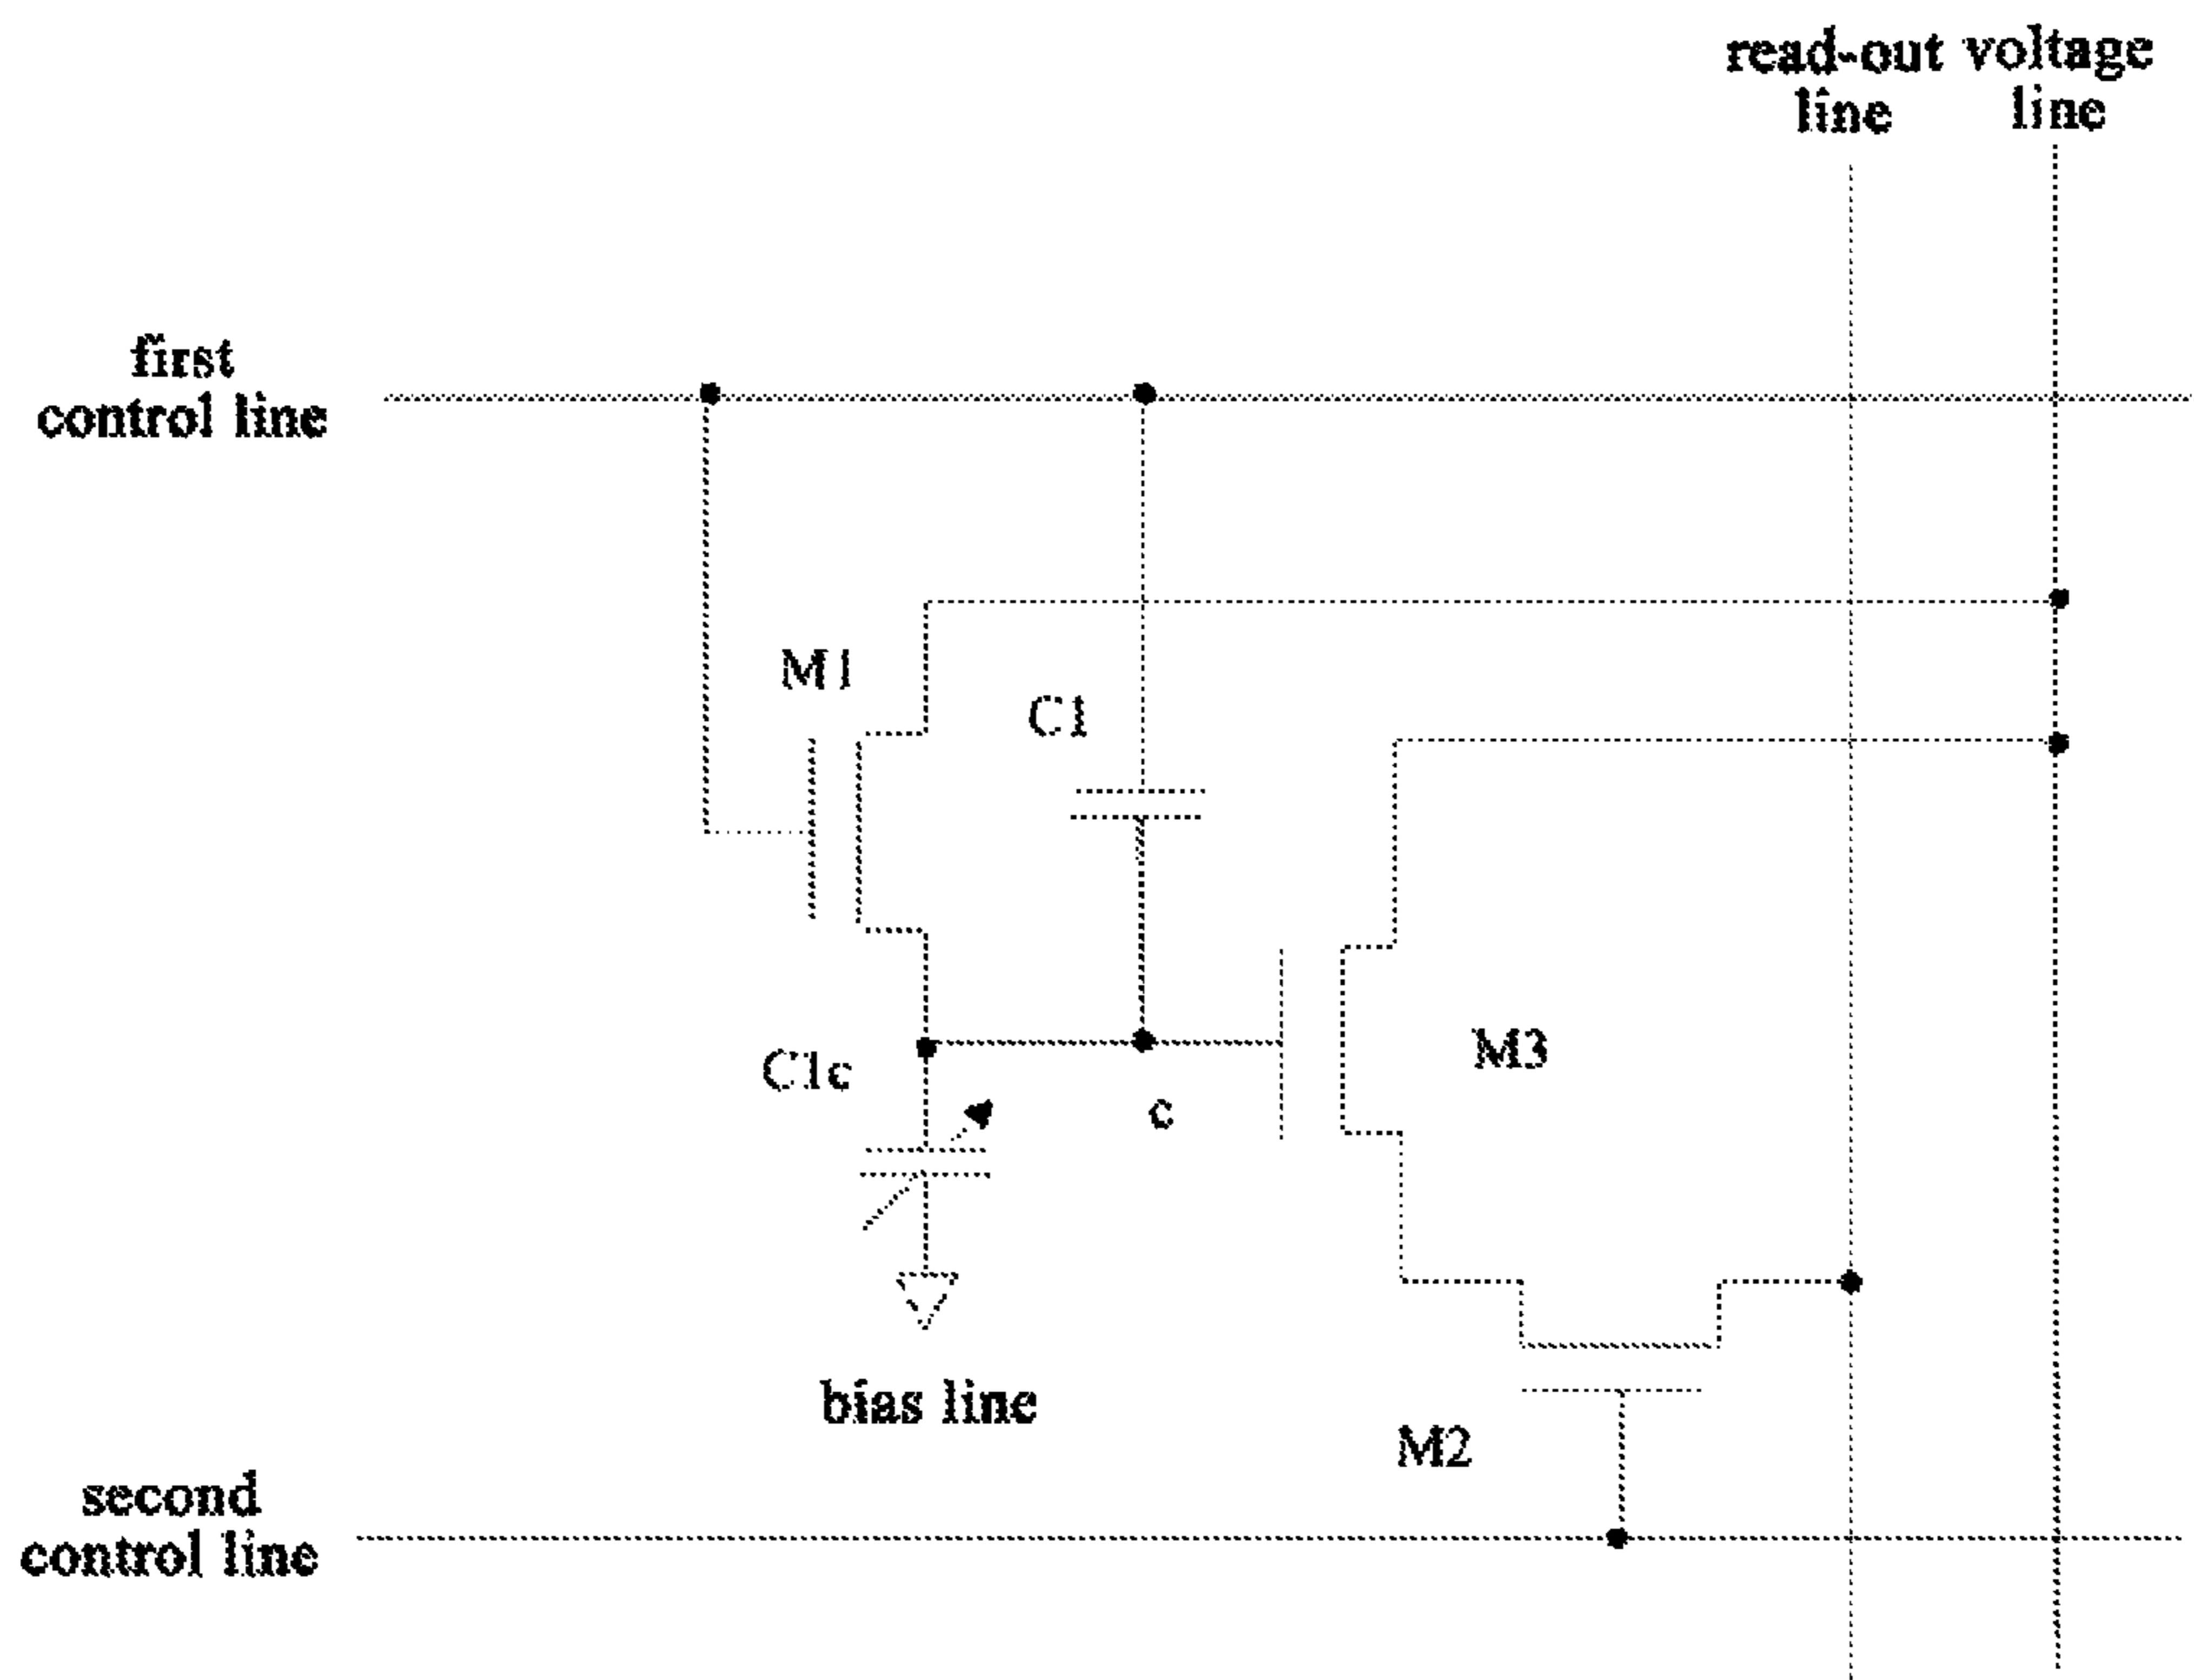 read-out voltage
line line
first
control line
M1
C1
M3
C1c
c
bias line
M2
second
control line